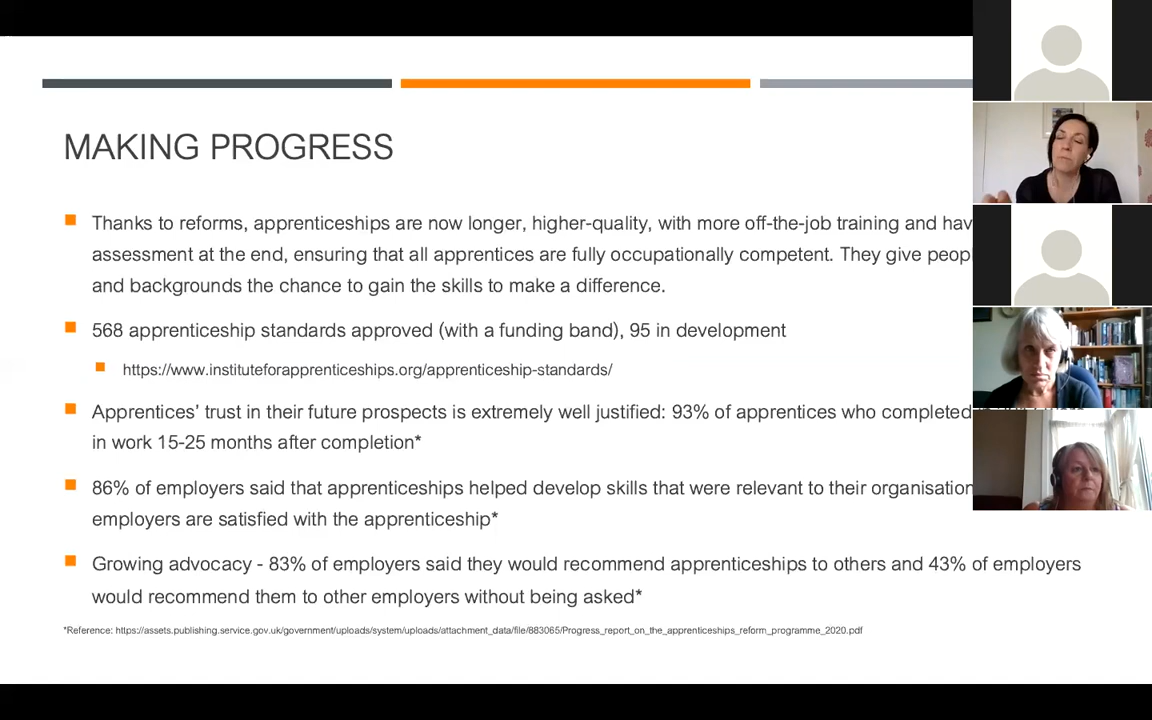 MAKING PROGRESS
Thanks to reforms, apprenticeships are now longer, higher-quality, with more off-the-job training and
assessment at the end, ensuring that all apprentices are fully occupationally competent. They give
and backgrounds the chance to gain the skills to make a difference.
568 apprenticeship standards approved (with a funding band), 95 in development
https://www.instituteforapprenticeships.org/apprenticeship-standards/
Apprentices’ trust in their future prospects is extremely well justified: 93% of apprentices who completed
in work 15-25 months after completion*
86% of employers said that apprenticeships helped develop skills that were relevant to their organisation
employers are satisfied with the apprenticeship*
Growing advocacy - 83% of employers said they would recommend apprenticeships to others and 43% of employers
would recommend them to other employers without being asked*
*Reference: https://assets.publishing.service.gov.uk/government/uploads/system/uploads/attachment_data/file/883065/Progress_report_on_the_apprenticeships_reform_programme_2020.pdf